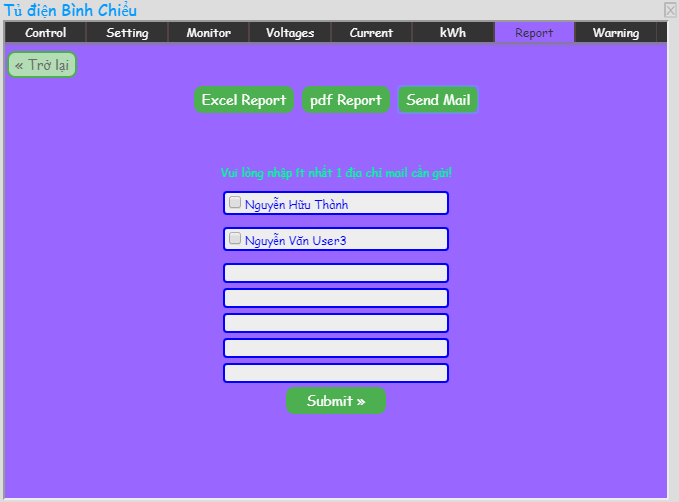 Tủ điện Bình Chiểu
Control Setting Monitor Voltages Current kWh Report Warning
« Trở lại
Excel Report pdf Report Send Mail
Vui lòng nhập ít nhất 1 địa chỉ mail cần gửi!
Nguyễn Hữu Thành
Nguyễn Văn User3
Submit »